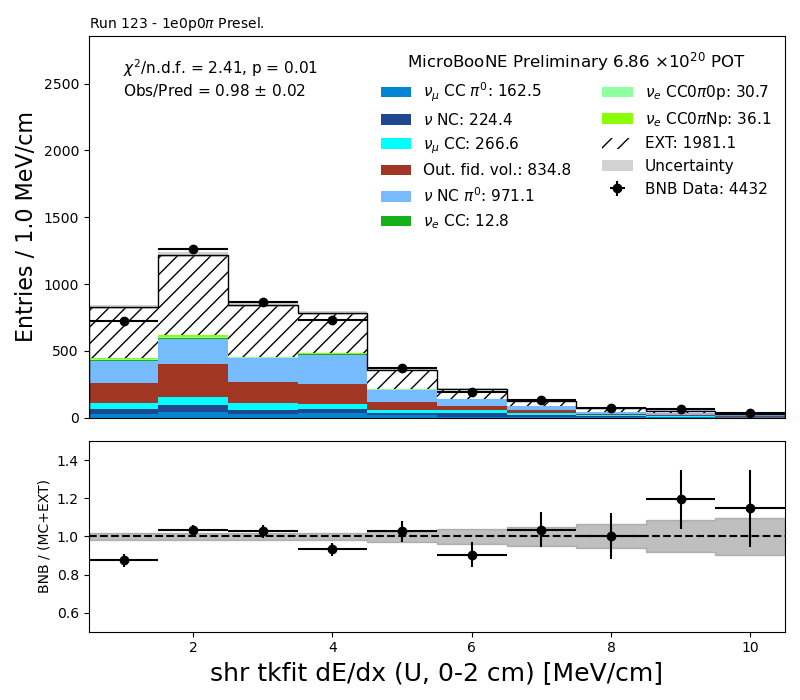 Run 123 - 1e0p0π Presel.
χ²/n.d.f. = 2.41, p = 0.01
Obs/Pred = 0.98 ± 0.02
MicroBooNE Preliminary 6.86 ×10²⁰ POT
ν_μ CC π⁰: 162.5
ν NC: 224.4
ν_μ CC: 266.6
Out. fid. vol.: 834.8
ν NC π⁰: 971.1
ν_e CC: 12.8
ν_e CC0π0p: 30.7
ν_e CC0πNp: 36.1
EXT: 1981.1
Uncertainty
BNB Data: 4432
Entries / 1.0 MeV/cm
2500
2000
1500
1000
500
0
BNB / (MC+EXT)
1.4
1.2
1.0
0.8
0.6
2 4 6 8 10
shr tkfit dE/dx (U, 0-2 cm) [MeV/cm]